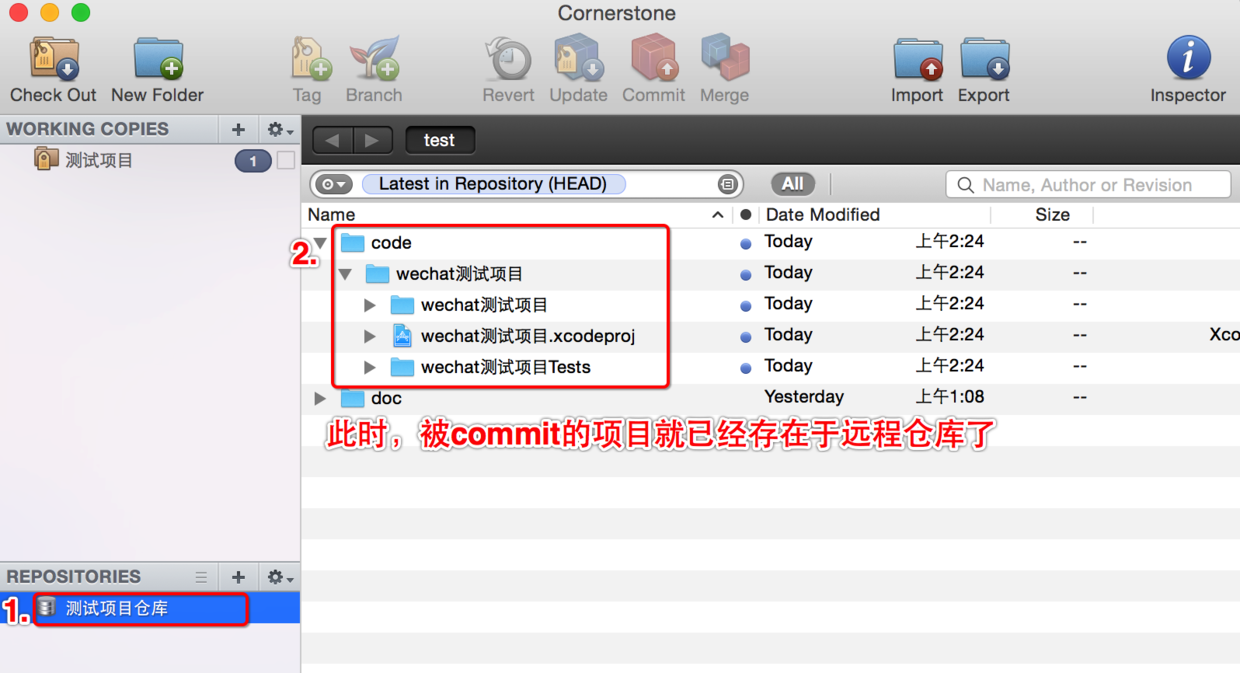 Cornerstone
Check Out New Folder Tag Branch Revert Update Commit Merge Import Export Inspector
WORKING COPIES
测试项目 1
test
Latest in Repository (HEAD) All Name, Author or Revision
Name Date Modified Size
2.
code Today 上午2:24 --
wechat测试项目 Today 上午2:24 --
wechat测试项目 Today 上午2:24 --
wechat测试项目.xcodeproj Today 上午2:24 -- Xco
wechat测试项目Tests Today 上午2:24 --
doc Yesterday 上午1:08 --
此时，被commit的项目就已经存在于远程仓库了
REPOSITORIES
1. 测试项目仓库